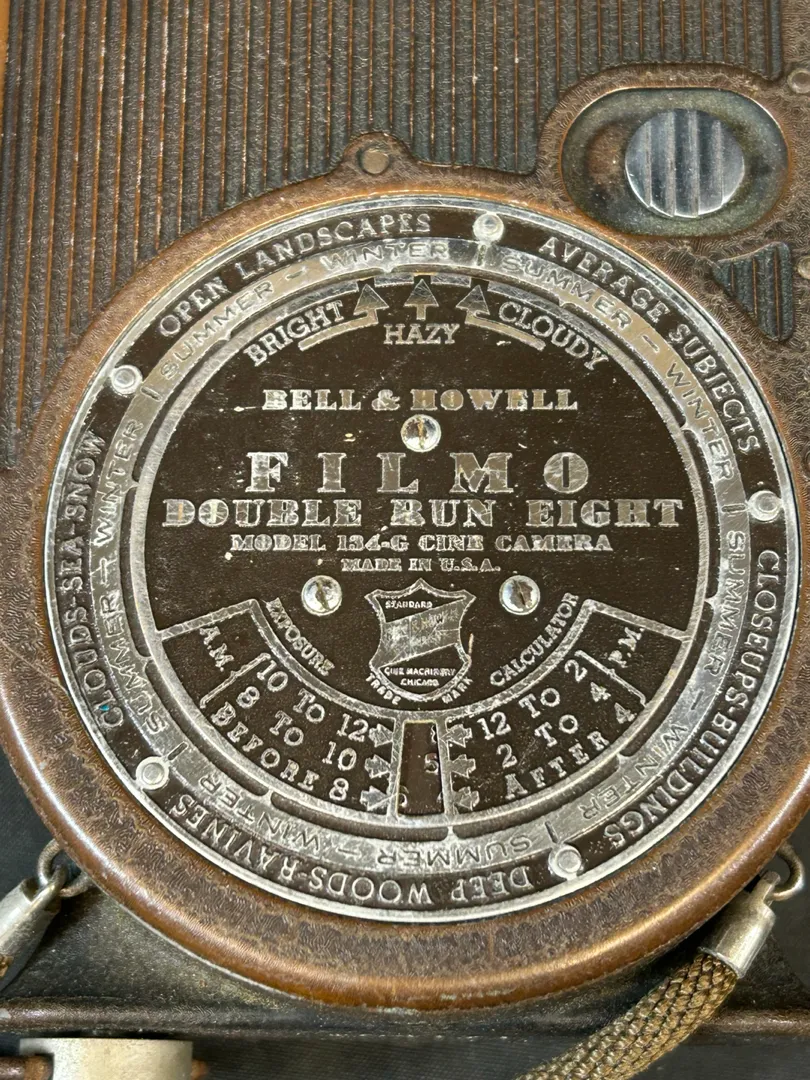 OPEN LANDSCAPES
AVERAGE SUBJECTS
CLOSEUPS-BUILDINGS
DEEP WOODS-RAVINES
CLOUDS-SEA-SNOW
SUMMER — WINTER
SUMMER — WINTER
SUMMER — WINTER
SUMMER — WINTER
SUMMER — WINTER
BRIGHT
HAZY
CLOUDY
BELL & HOWELL
FILMO
DOUBLE RUN EIGHT
MODEL 134-G CINE CAMERA
MADE IN U.S.A.
STANDARD
CINE MACHINERY
CHICAGO
TRADE MARK
EXPOSURE CALCULATOR
A.M.
10 TO 12
8 TO 10
BEFORE 8
8
5
P.M.
12 TO 2
2 TO 4
AFTER 4